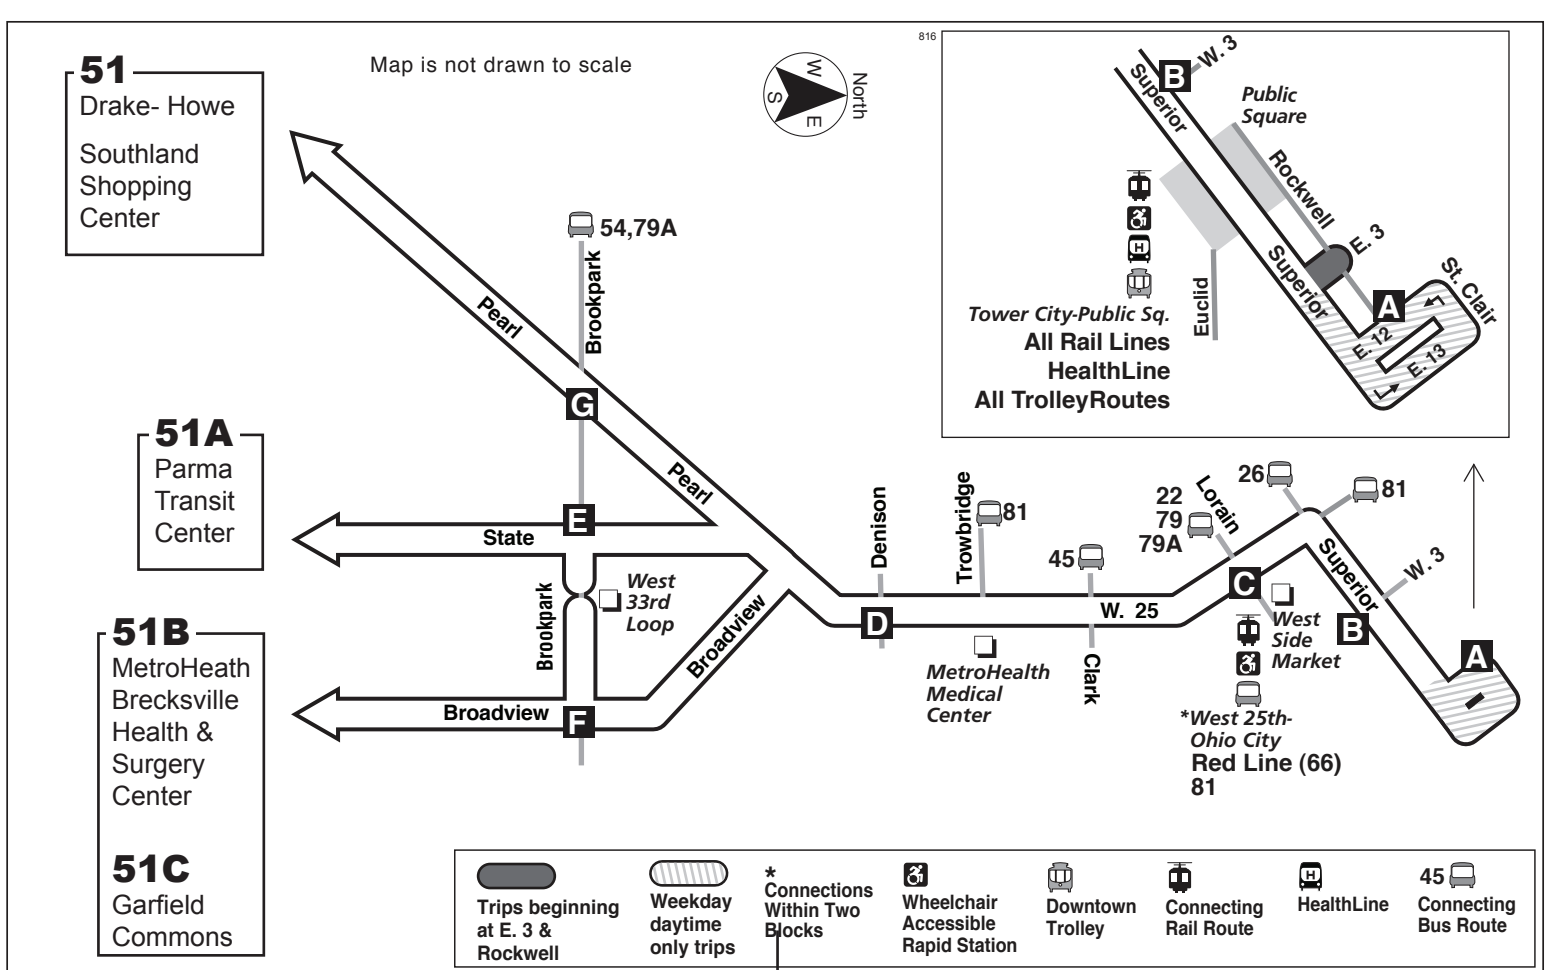 51
Drake- Howe
Southland
Shopping
Center
Map is not drawn to scale
W
S
E
North
816
B
W. 3
Superior
Public
Square
Rockwell
E. 3
Superior
Euclid
A
St. Clair
E. 12
E. 13
H
Tower City-Public Sq.
All Rail Lines
HealthLine
All TrolleyRoutes
54,79A
Brookpark
Pearl
G
Pearl
51A
Parma
Transit
Center
E
State
Brookpark
West
33rd
Loop
Broadview
Broadview
F
51B
MetroHeath
Brecksville
Health &
Surgery
Center
51C
Garfield
Commons
Denison
D
Trowbridge
81
MetroHealth
Medical
Center
45
Clark
W. 25
22
79
79A
Lorain
26
81
C
West
Side
Market
Superior
B
W. 3
A
*West 25th-
Ohio City
Red Line (66)
81
Trips beginning
at E. 3 &
Rockwell
Weekday
daytime
only trips
*
Connections
Within Two
Blocks
Wheelchair
Accessible
Rapid Station
Downtown
Trolley
Connecting
Rail Route
H
HealthLine
45
Connecting
Bus Route